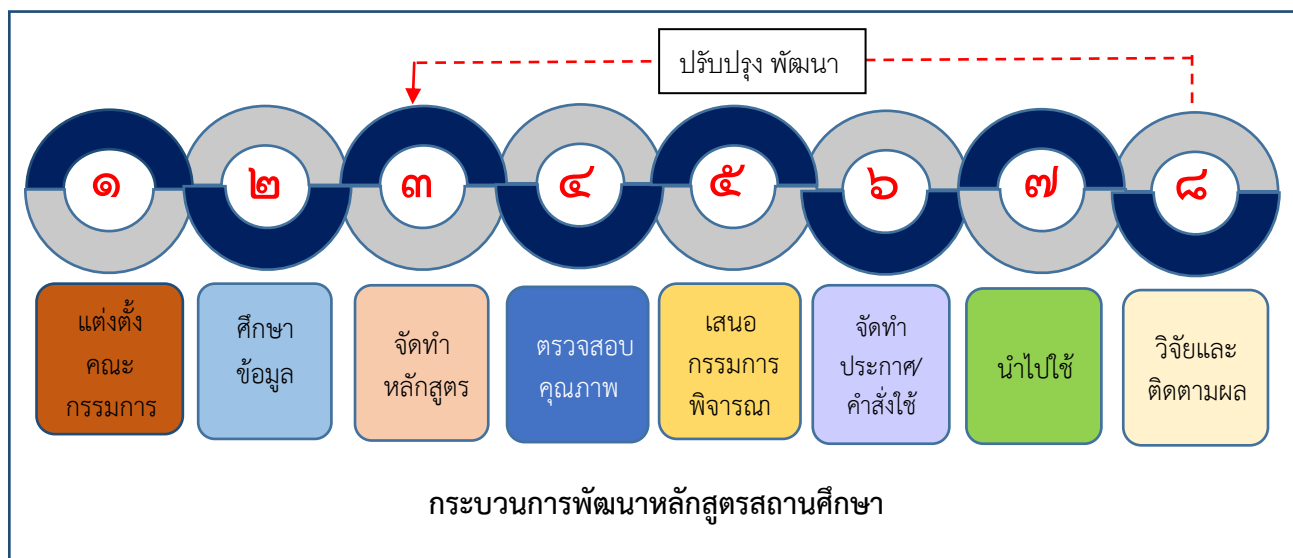 ปรับปรุง พัฒนา
๑
๒
๓
๔
๕
๖
๗
๘
แต่งตั้ง
คณะ
กรรมการ
ศึกษา
ข้อมูล
จัดทำ
หลักสูตร
ตรวจสอบ
คุณภาพ
เสนอ
กรรมการ
พิจารณา
จัดทำ
ประกาศ/
คำสั่งใช้
นำไปใช้
วิจัยและ
ติดตามผล
กระบวนการพัฒนาหลักสูตรสถานศึกษา